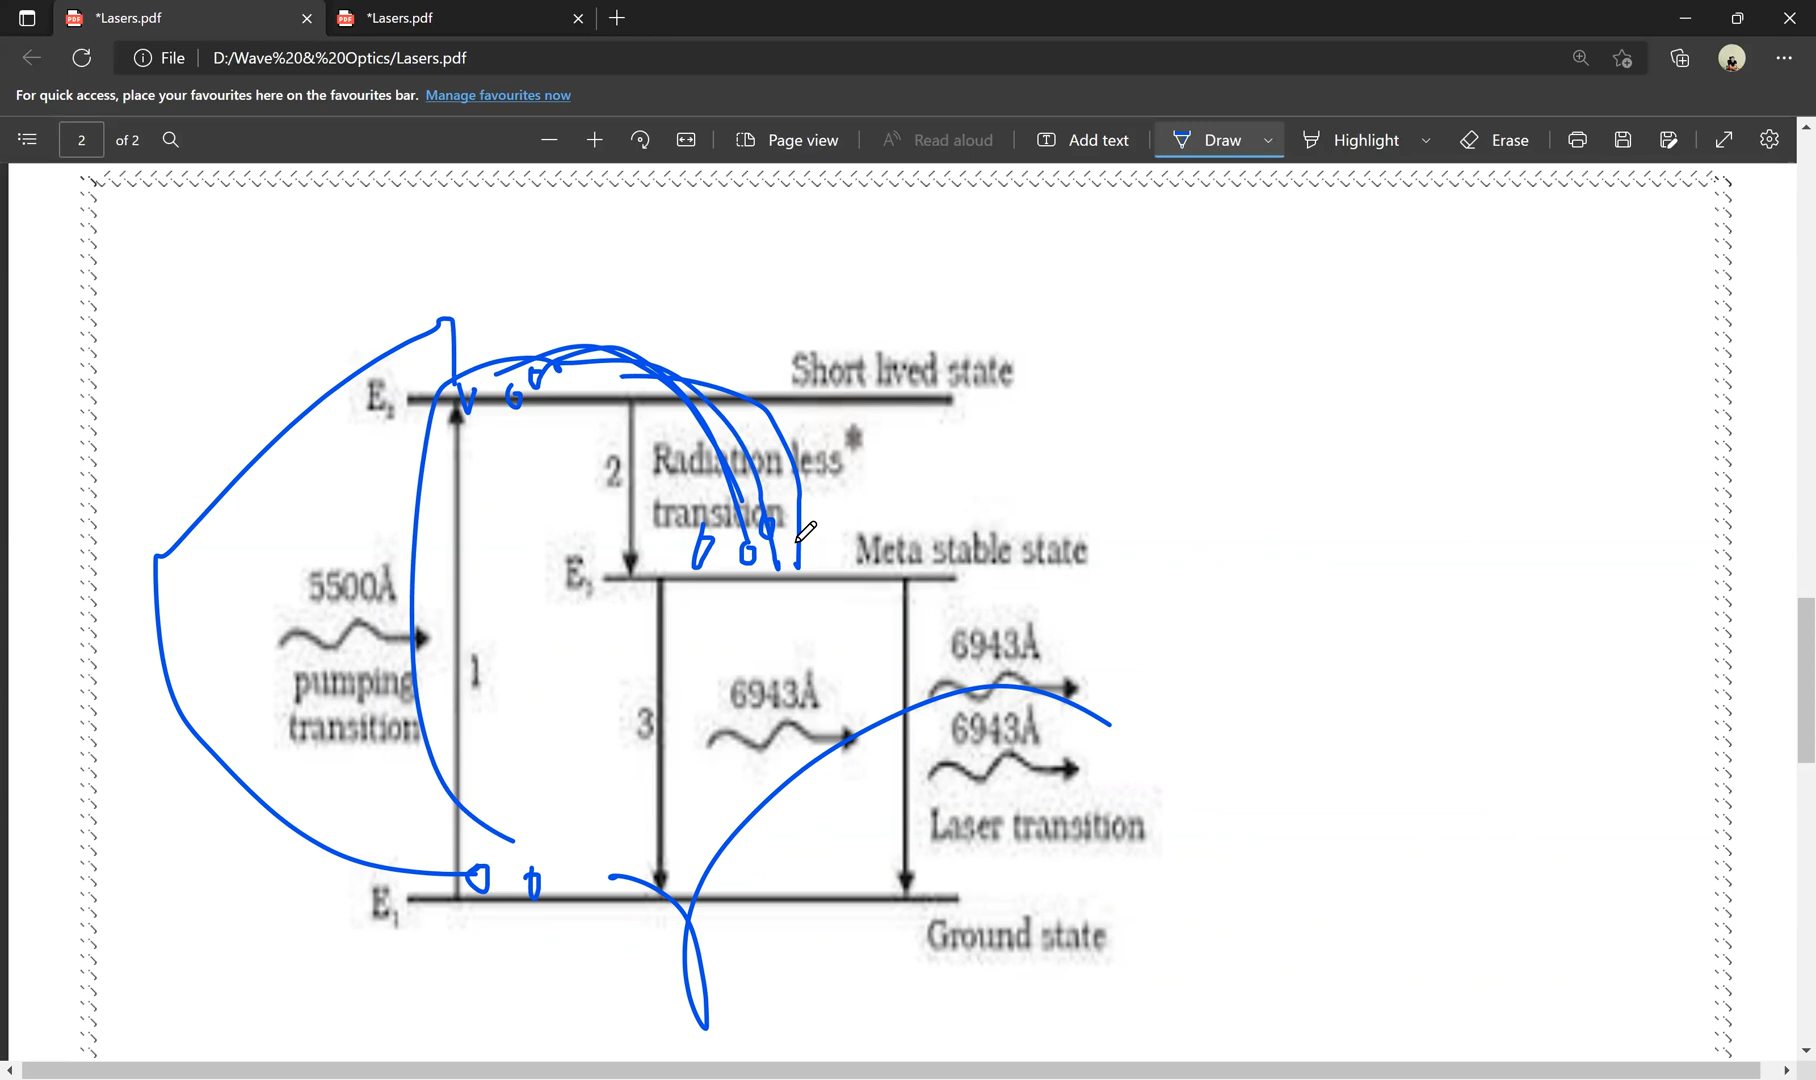 *Lasers.pdf
*Lasers.pdf
File
D:/Wave%20&%20Optics/Lasers.pdf
For quick access, place your favourites here on the favourites bar. Manage favourites now
2 of 2
Page view
Read aloud
Add text
Draw
Highlight
Erase
Short lived state
E₂
2
Radiation less*
transition
Meta stable state
E₃
5500Å
pumping
transition
1
3
6943Å
6943Å
6943Å
Laser transition
E₁
Ground state